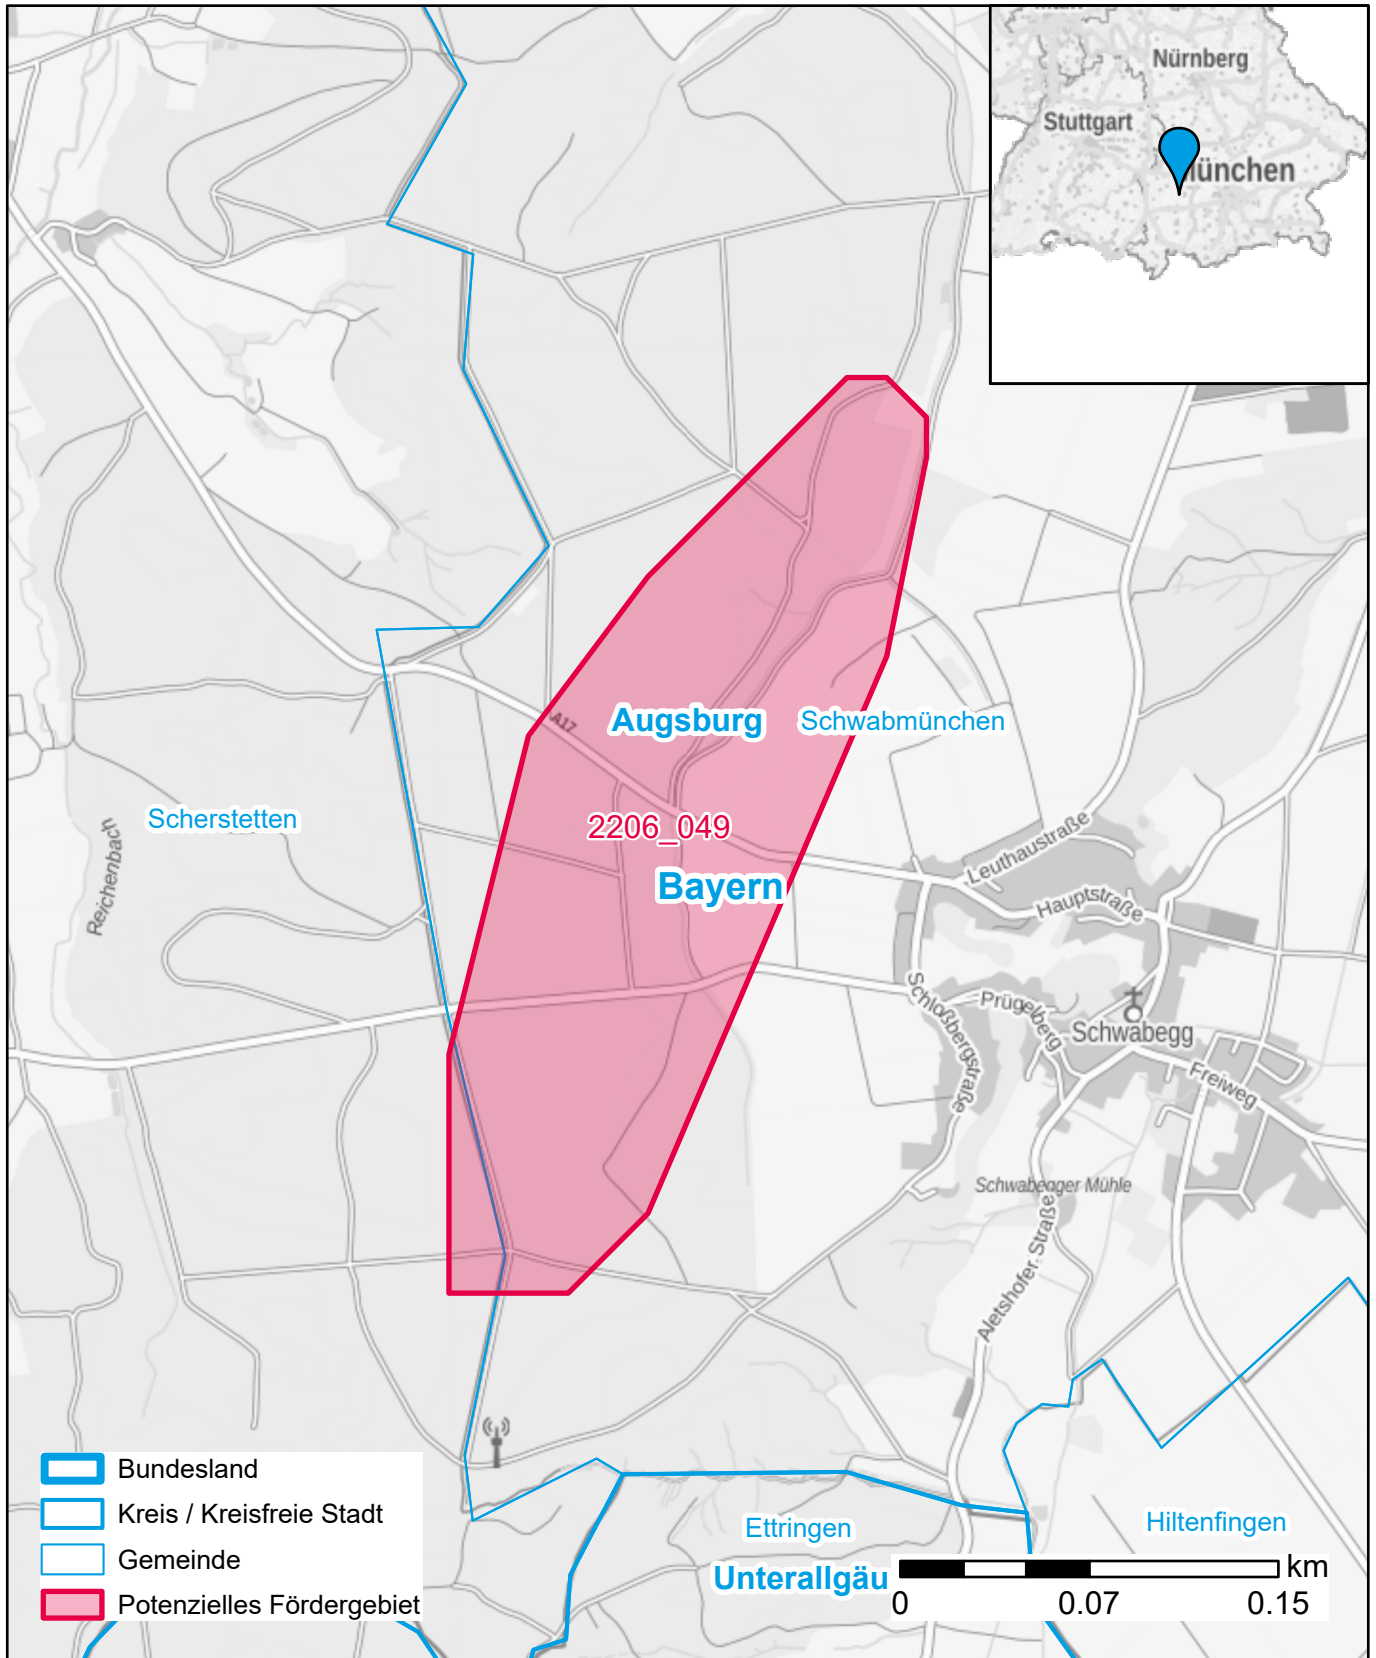 Nürnberg
Stuttgart
München
A17
Augsburg
Schwabmünchen
Scherstetten
2206_049
Bayern
Reichenbach
Leuthaustraße
Hauptstraße
Schloßbergstraße
Prügelberg
Schwabegg
Freiweg
Schwabenger Mühle
Aletshofer-Straße
Ettringen
Hiltenfingen
Unterallgäu
Bundesland
Kreis / Kreisfreie Stadt
Gemeinde
Potenzielles Fördergebiet
km
0 0.07 0.15